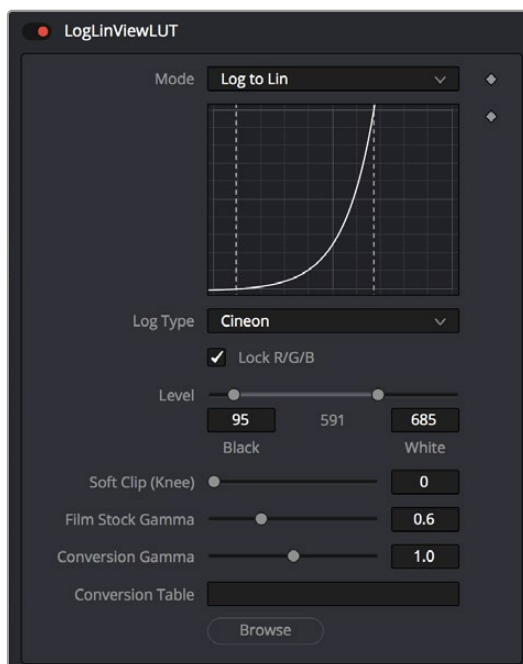 LogLinViewLUT
Mode Log to Lin
Log Type Cineon
Lock R/G/B
Level
95 591 685
Black White
Soft Clip (Knee) 0
Film Stock Gamma 0.6
Conversion Gamma 1.0
Conversion Table
Browse